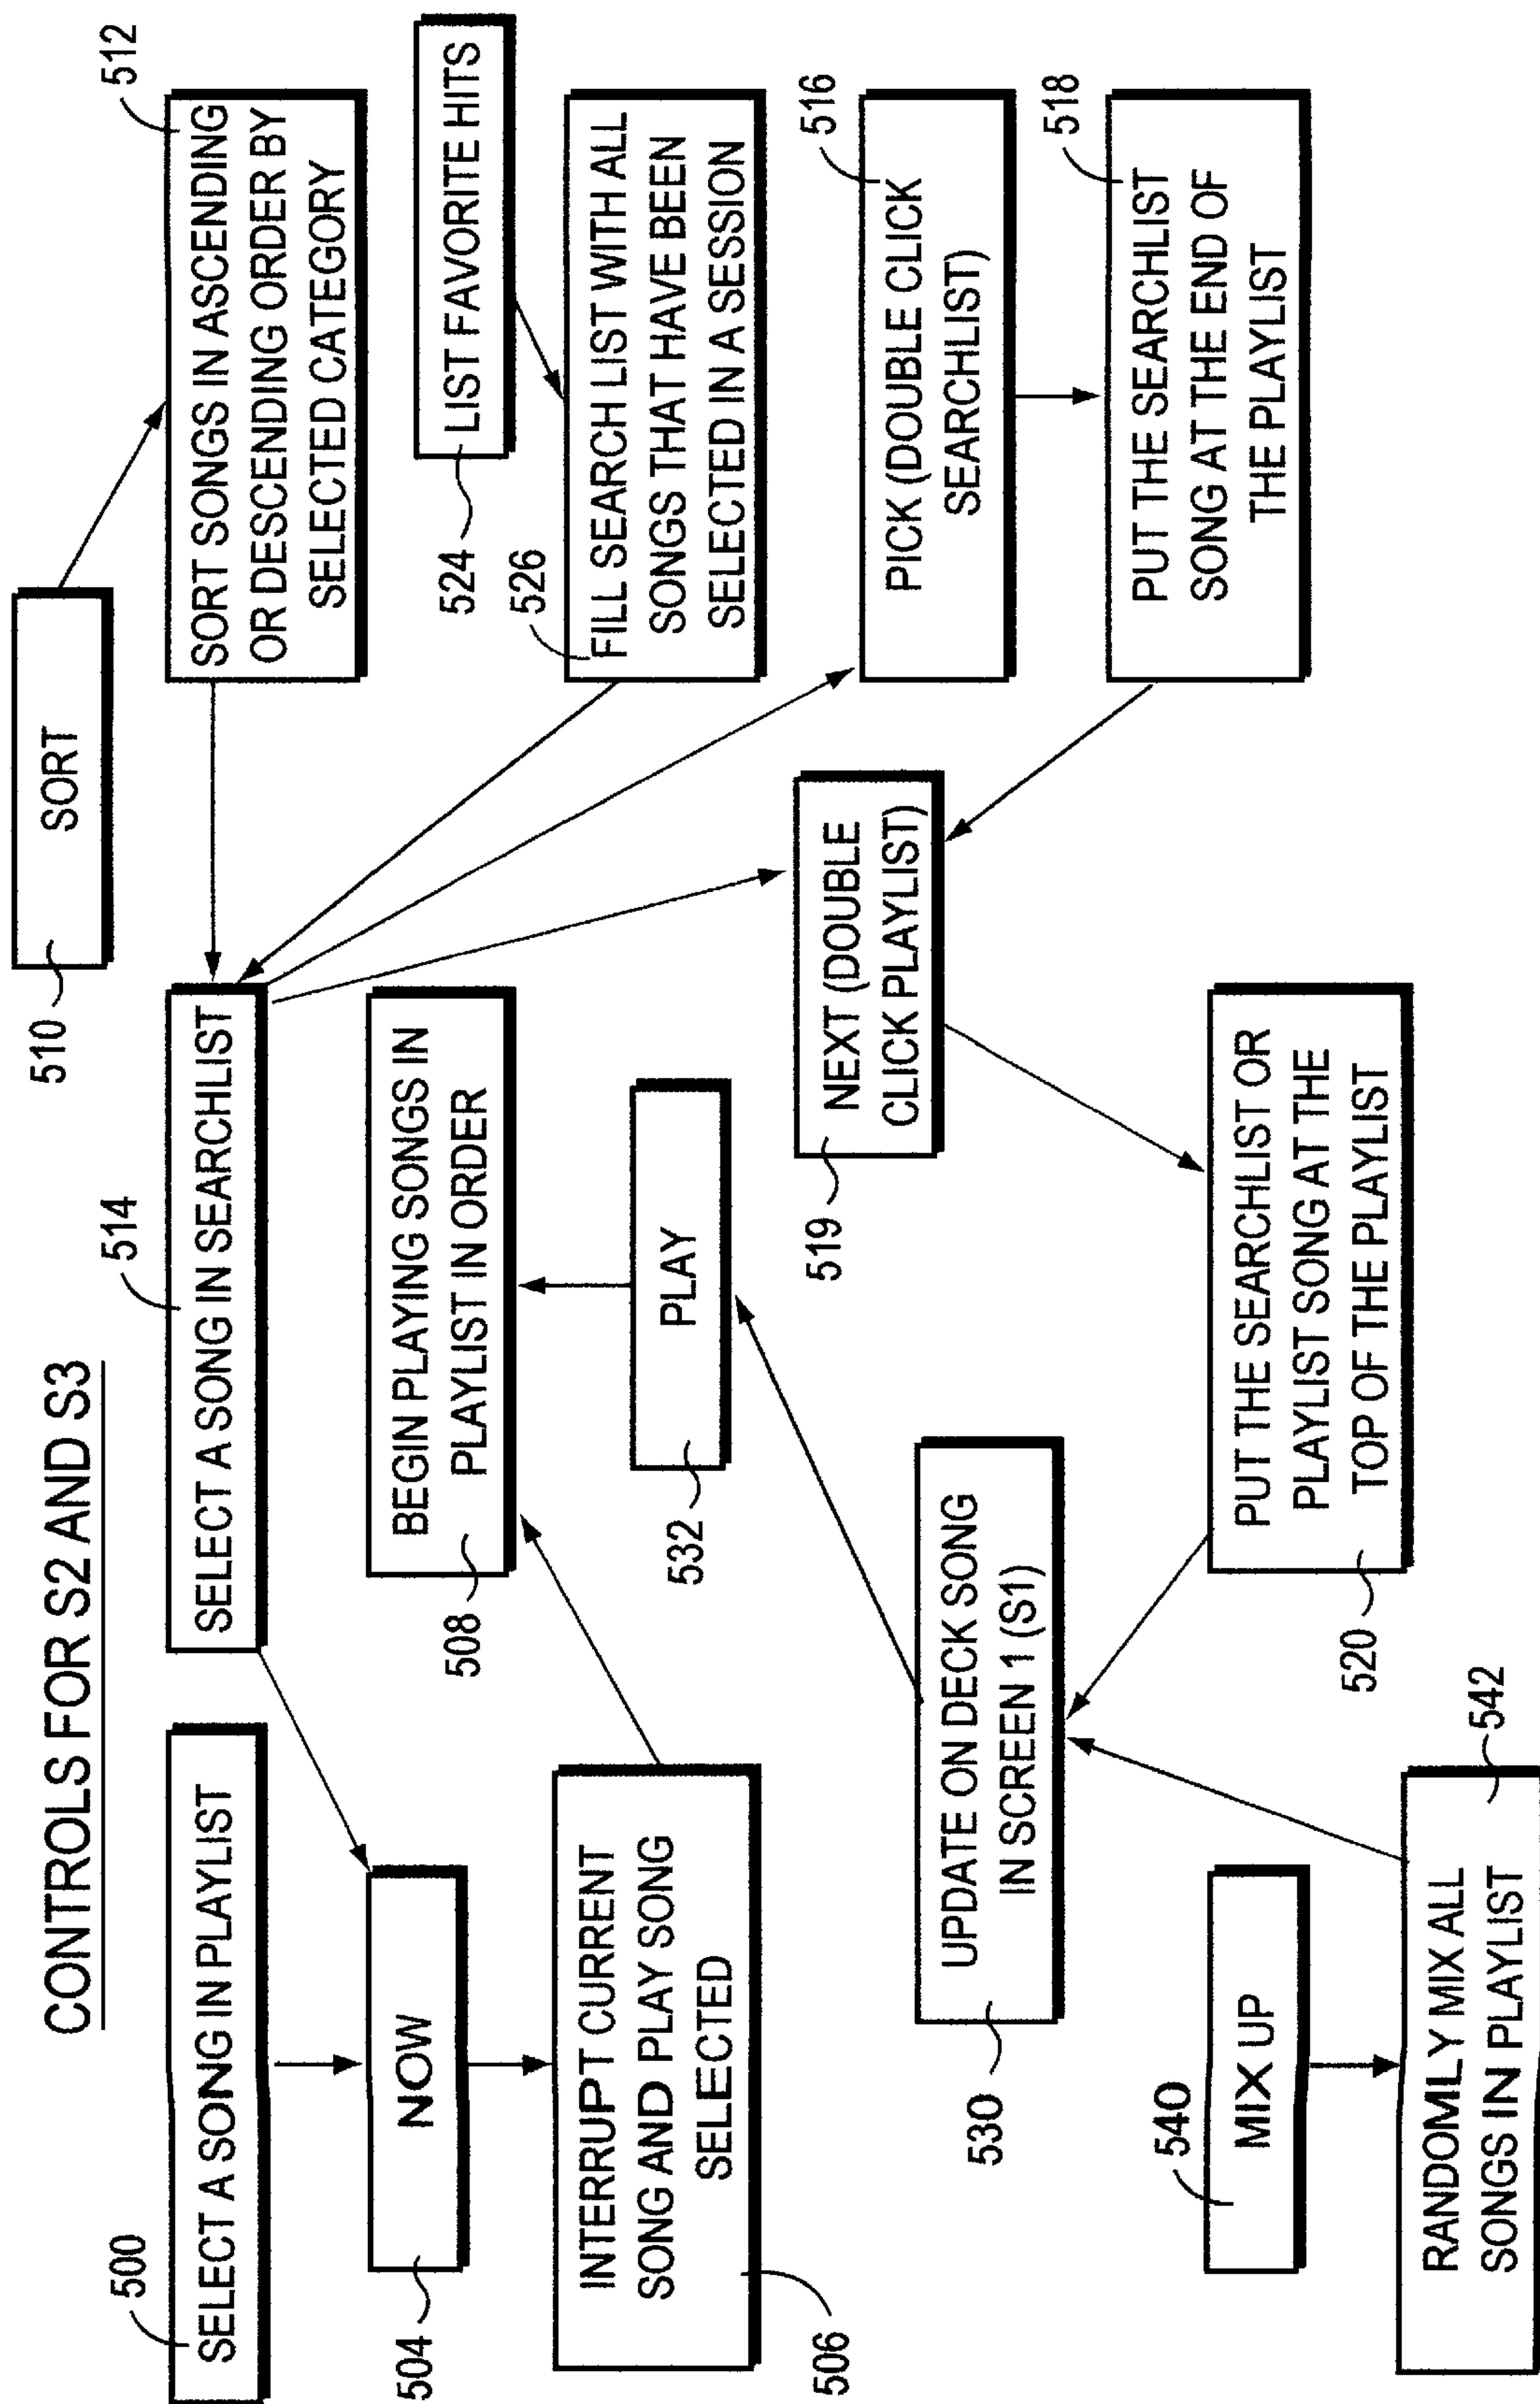 CONTROLS FOR S2 AND S3
500
SELECT A SONG IN PLAYLIST
514
SELECT A SONG IN SEARCHLIST
510
SORT
512
SORT SONGS IN ASCENDING
OR DESCENDING ORDER BY
SELECTED CATEGORY
504
NOW
508
BEGIN PLAYING SONGS IN
PLAYLIST IN ORDER
524
LIST FAVORITE HITS
506
INTERRUPT CURRENT
SONG AND PLAY SONG
SELECTED
532
PLAY
526
FILL SEARCH LIST WITH ALL
SONGS THAT HAVE BEEN
SELECTED IN A SESSION
519
NEXT (DOUBLE
CLICK PLAYLIST)
516
PICK (DOUBLE CLICK
SEARCHLIST)
530
UPDATE ON DECK SONG
IN SCREEN 1 (S1)
518
PUT THE SEARCHLIST
SONG AT THE END OF
THE PLAYLIST
540
MIX UP
520
PUT THE SEARCHLIST OR
PLAYLIST SONG AT THE
TOP OF THE PLAYLIST
542
RANDOMLY MIX ALL
SONGS IN PLAYLIST